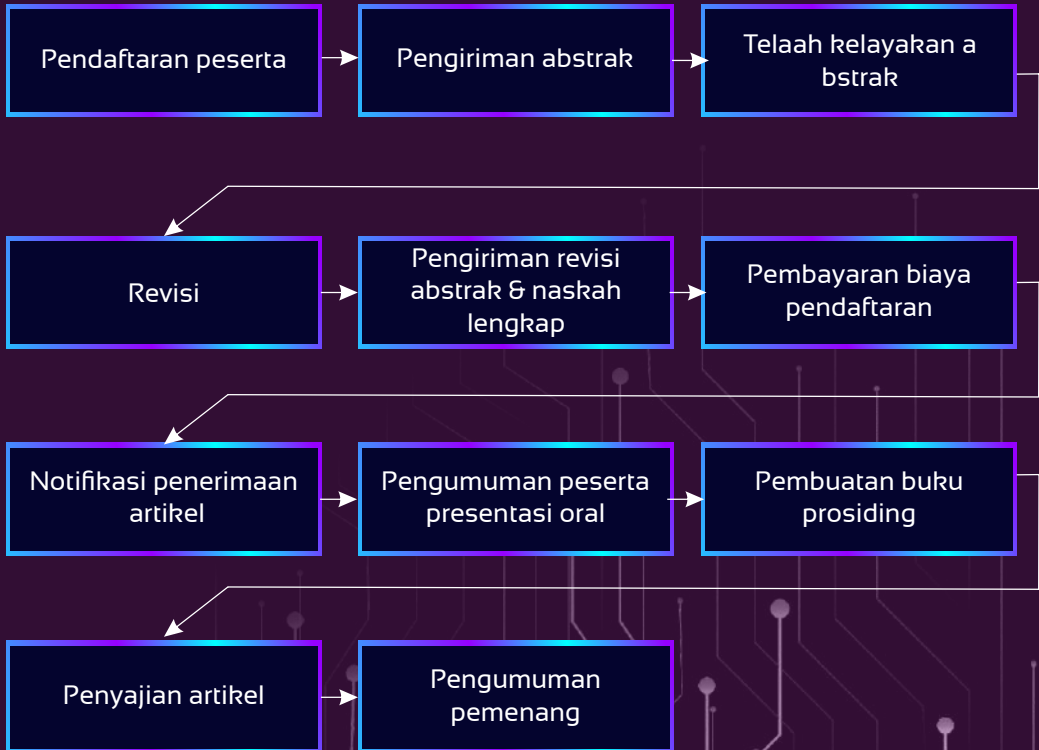 Pendaftaran peserta
Pengiriman abstrak
Telaah kelayakan a
bstrak
Revisi
Pengiriman revisi
abstrak & naskah
lengkap
Pembayaran biaya
pendaftaran
Notifikasi penerimaan
artikel
Pengumuman peserta
presentasi oral
Pembuatan buku
prosiding
Penyajian artikel
Pengumuman
pemenang